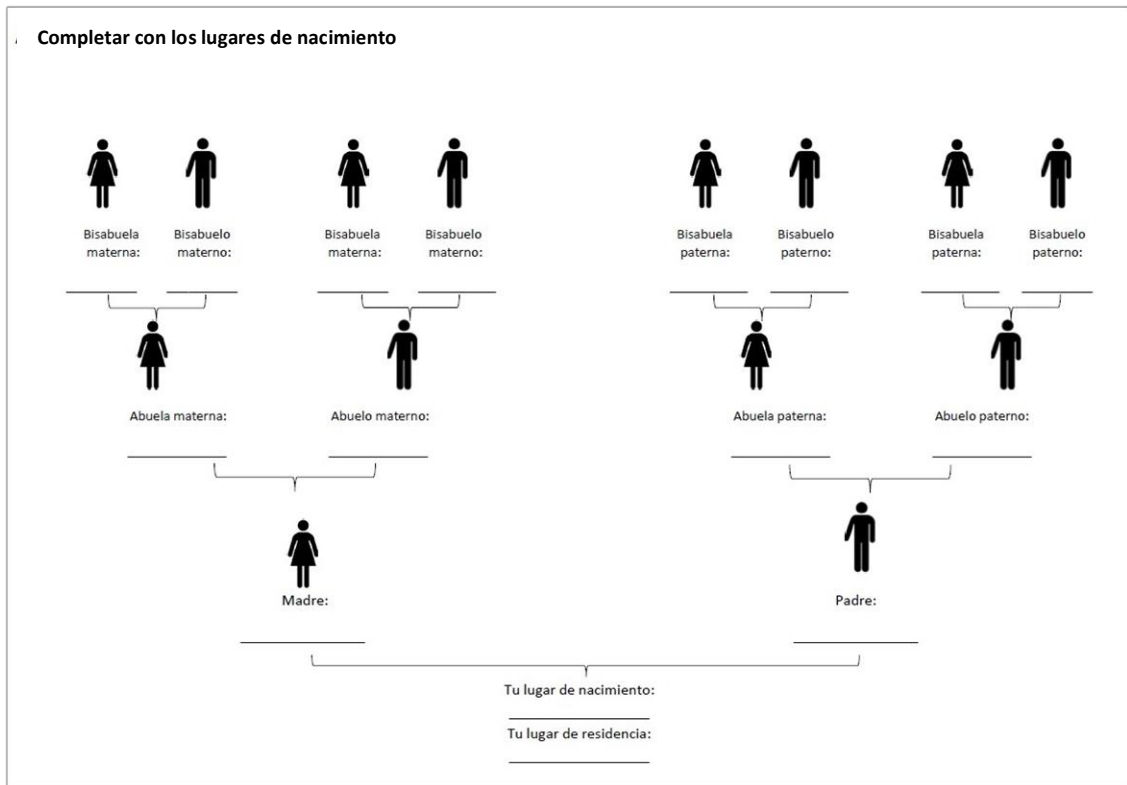 Completar con los lugares de nacimiento
Bisabuela Bisabuelo Bisabuela Bisabuelo Bisabuela Bisabuelo Bisabuela Bisabuelo
materna: materno: materna: materno: paterna: paterno: paterna: paterno:
Abuela materna: Abuelo materno: Abuela paterna: Abuelo paterno:
Madre: Padre:
Tu lugar de nacimiento:
Tu lugar de residencia: